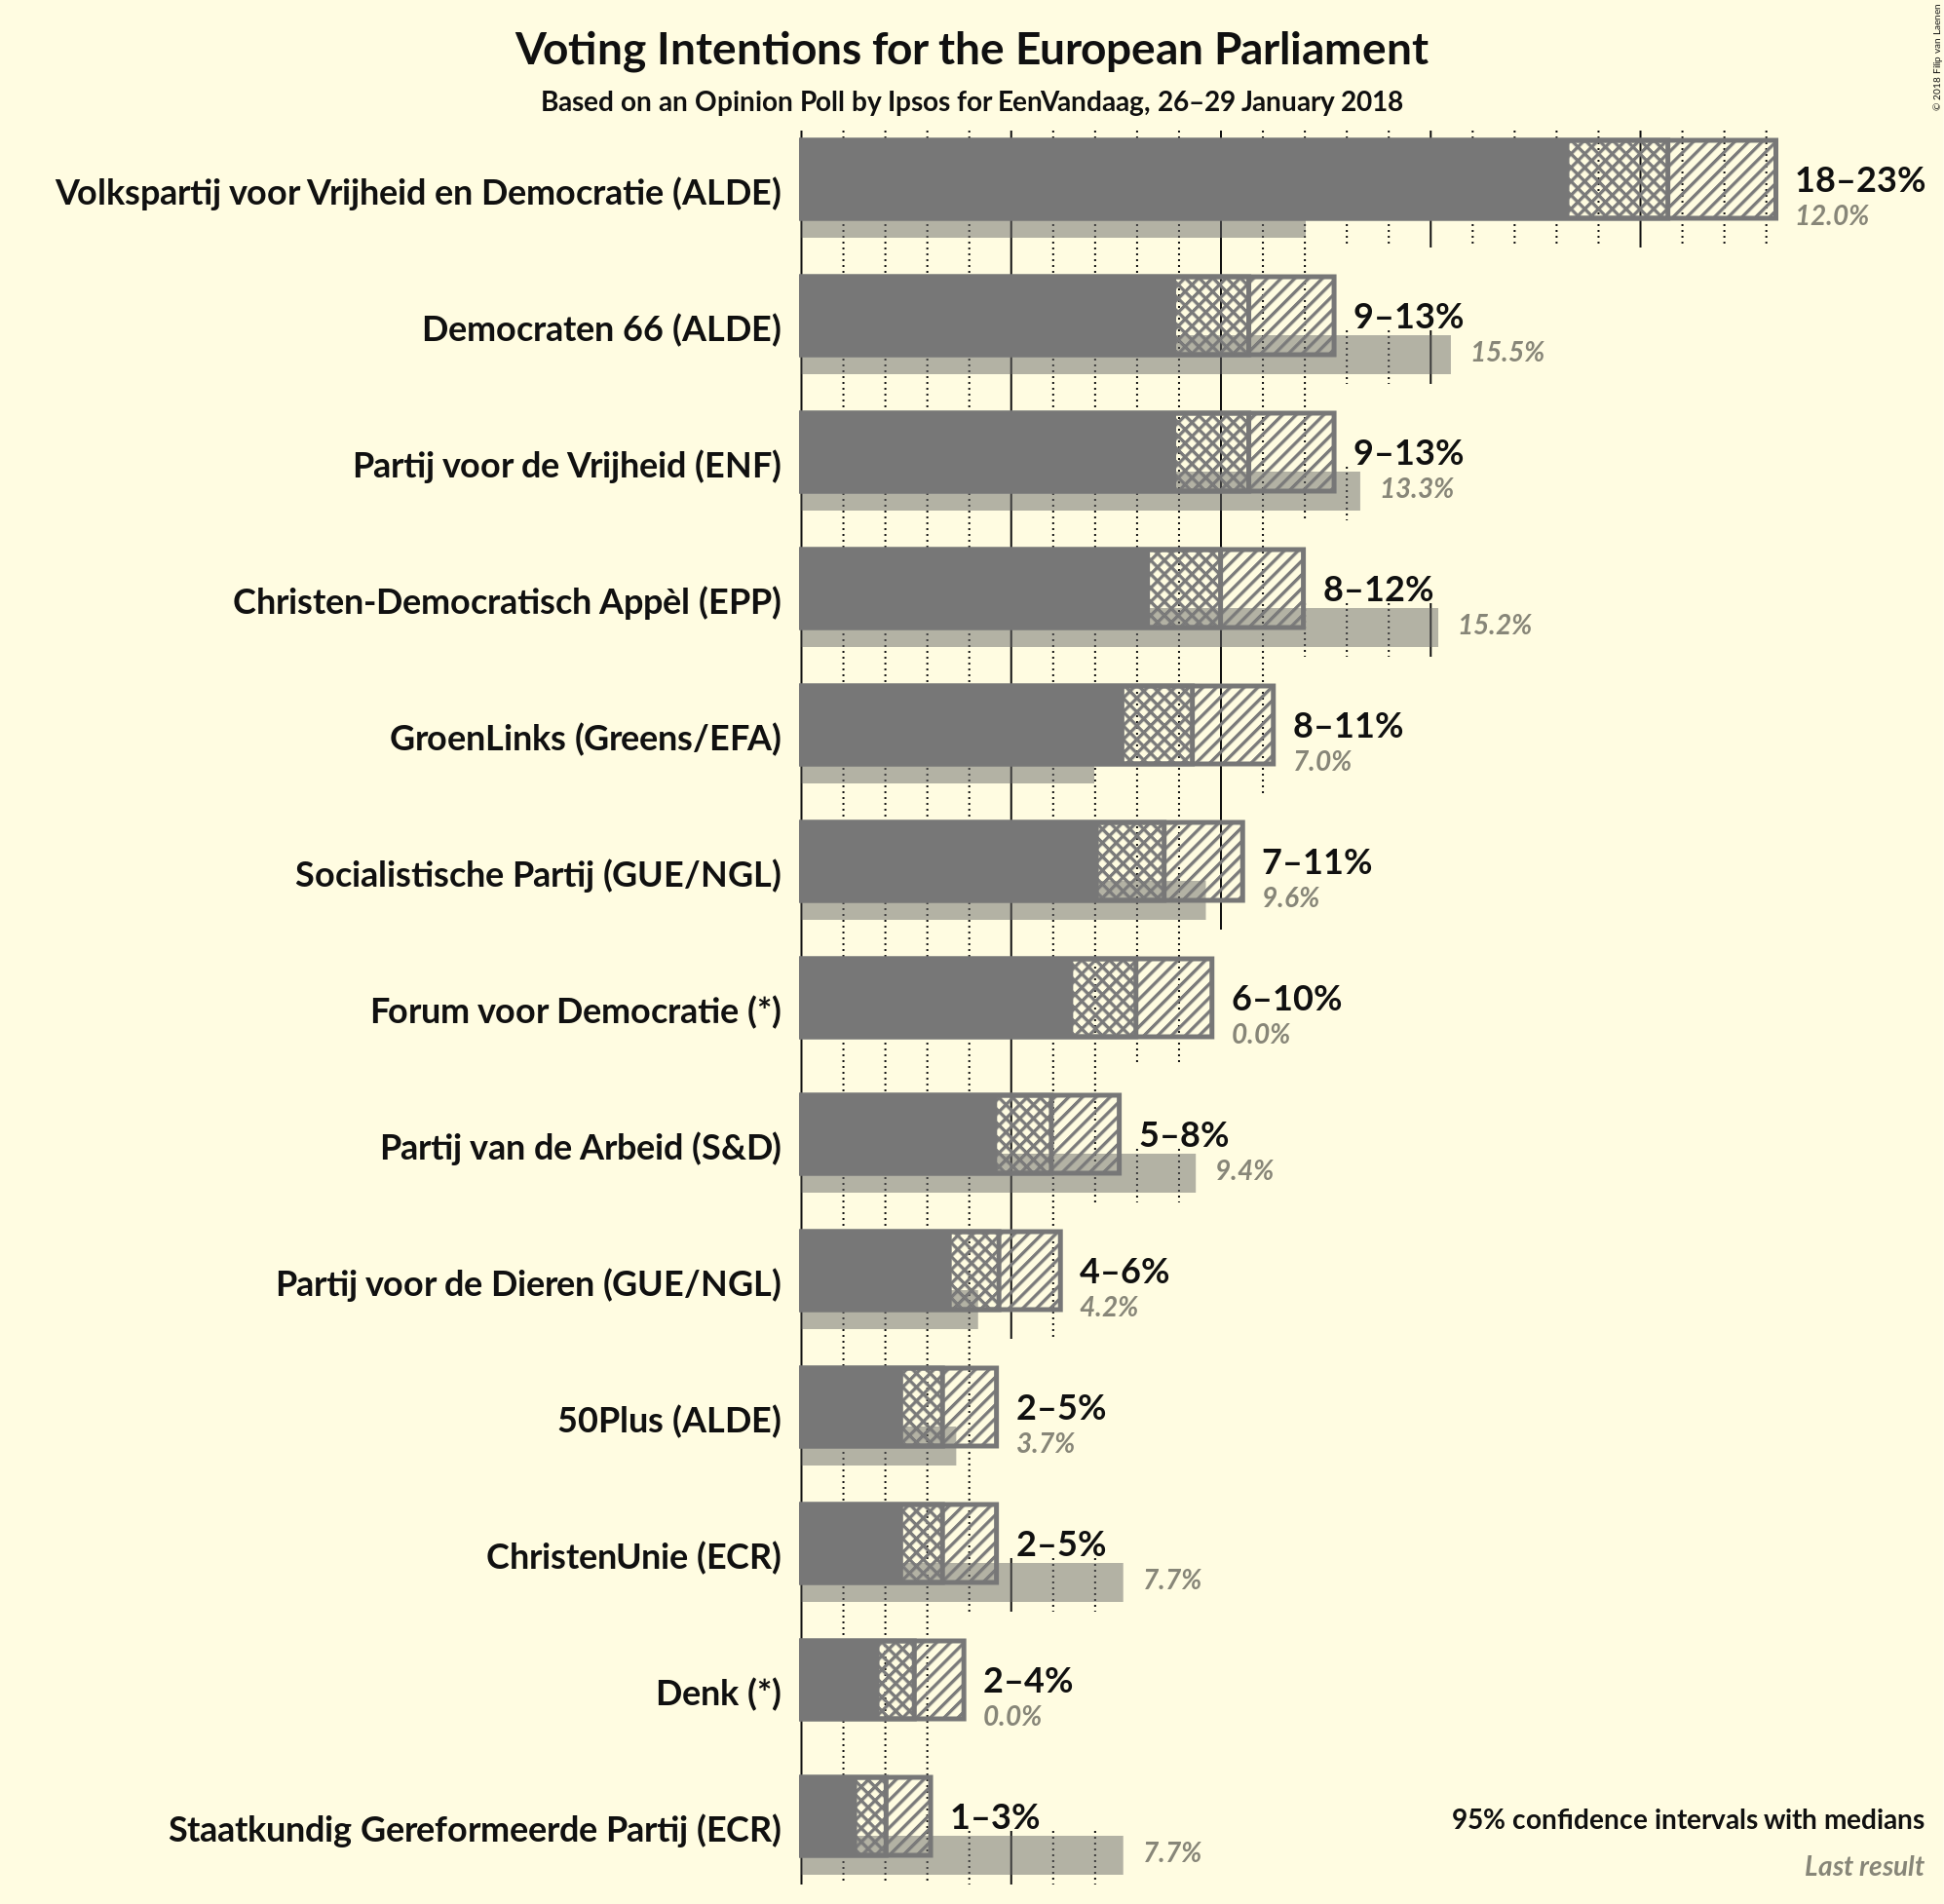 Voting Intentions for the European Parliament
Based on an Opinion Poll by Ipsos for EenVandaag, 26–29 January 2018
© 2018 Filip van Laenen
Volkspartij voor Vrijheid en Democratie (ALDE)
18–23%
12.0%
Democraten 66 (ALDE)
9–13%
15.5%
Partij voor de Vrijheid (ENF)
9–13%
13.3%
Christen-Democratisch Appèl (EPP)
8–12%
15.2%
GroenLinks (Greens/EFA)
8–11%
7.0%
Socialistische Partij (GUE/NGL)
7–11%
9.6%
Forum voor Democratie (*)
6–10%
0.0%
Partij van de Arbeid (S&D)
5–8%
9.4%
Partij voor de Dieren (GUE/NGL)
4–6%
4.2%
50Plus (ALDE)
2–5%
3.7%
ChristenUnie (ECR)
2–5%
7.7%
Denk (*)
2–4%
0.0%
Staatkundig Gereformeerde Partij (ECR)
1–3%
7.7%
95% confidence intervals with medians
Last result